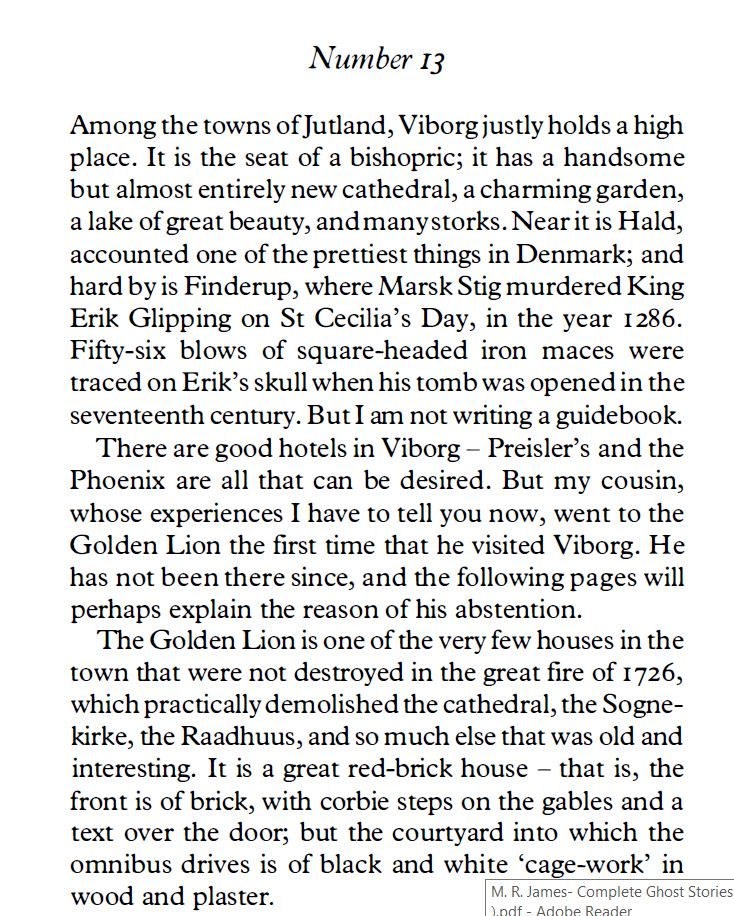 Number 13
Among the towns of Jutland, Viborg justly holds a high
place. It is the seat of a bishopric; it has a handsome
but almost entirely new cathedral, a charming garden,
a lake of great beauty, and many storks. Near it is Hald,
accounted one of the prettiest things in Denmark; and
hard by is Finderup, where Marsk Stig murdered King
Erik Glipping on St Cecilia’s Day, in the year 1286.
Fifty-six blows of square-headed iron maces were
traced on Erik’s skull when his tomb was opened in the
seventeenth century. But I am not writing a guidebook.
There are good hotels in Viborg – Preisler’s and the
Phoenix are all that can be desired. But my cousin,
whose experiences I have to tell you now, went to the
Golden Lion the first time that he visited Viborg. He
has not been there since, and the following pages will
perhaps explain the reason of his abstention.
The Golden Lion is one of the very few houses in the
town that were not destroyed in the great fire of 1726,
which practically demolished the cathedral, the Sogne-
kirke, the Raadhuus, and so much else that was old and
interesting. It is a great red-brick house – that is, the
front is of brick, with corbie steps on the gables and a
text over the door; but the courtyard into which the
omnibus drives is of black and white ‘cage-work’ in
wood and plaster.
M. R. James- Complete Ghost Stories
).pdf - Adobe Reader